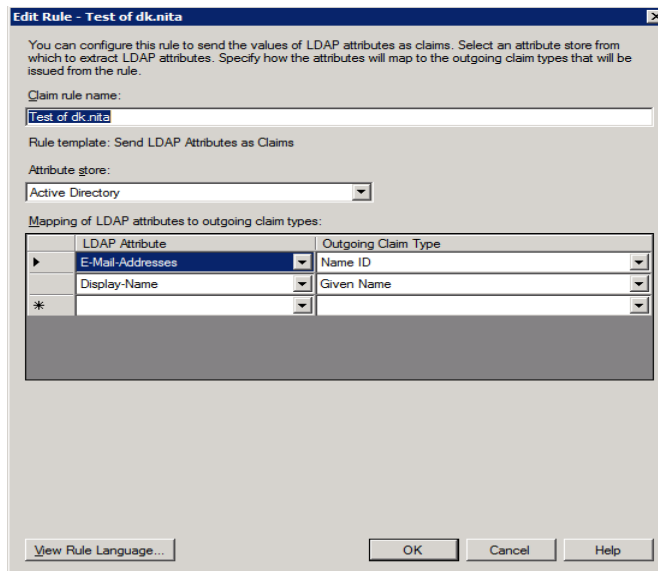 Edit Rule - Test of dk.nita
You can configure this rule to send the values of LDAP attributes as claims. Select an attribute store from
which to extract LDAP attributes. Specify how the attributes will map to the outgoing claim types that will be
issued from the rule.
Claim rule name:
Test of dk.nita
Rule template: Send LDAP Attributes as Claims
Attribute store:
Active Directory
Mapping of LDAP attributes to outgoing claim types:
LDAP Attribute Outgoing Claim Type
E-Mail-Addresses Name ID
Display-Name Given Name
View Rule Language... OK Cancel Help